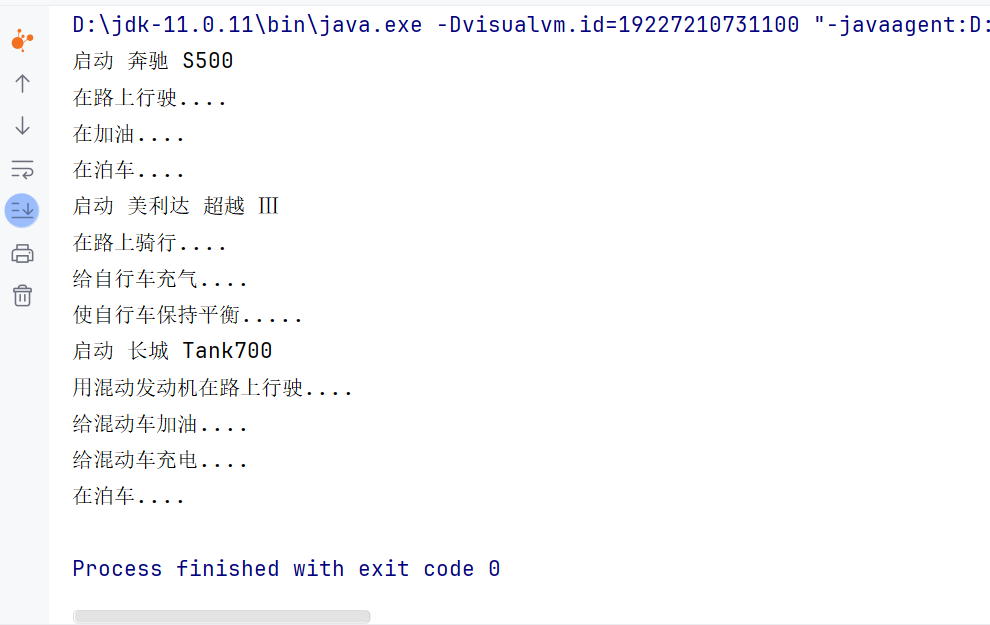 D:\jdk-11.0.11\bin\java.exe -Dvisualvm.id=19227210731100 "-javaagent:D:
启动 奔驰 S500
在路上行驶....
在加油....
在泊车....
启动 美利达 超越 Ⅲ
在路上骑行....
给自行车充气....
使自行车保持平衡.....
启动 长城 Tank700
用混动发动机在路上行驶....
给混动车加油....
给混动车充电....
在泊车....
Process finished with exit code 0